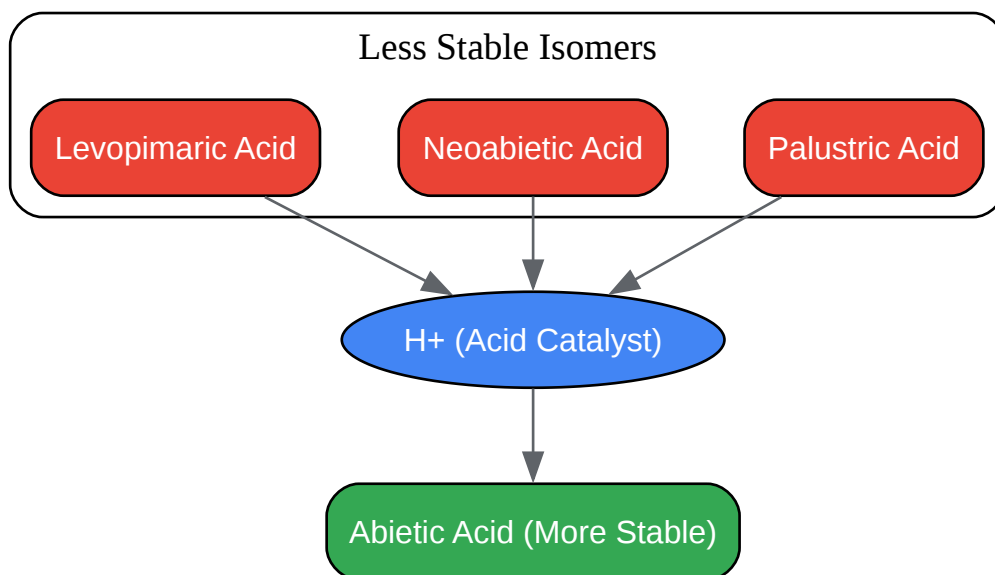 Less Stable Isomers
Levopimaric Acid
Neoabietic Acid
Palustric Acid
H+ (Acid Catalyst)
Abietic Acid (More Stable)